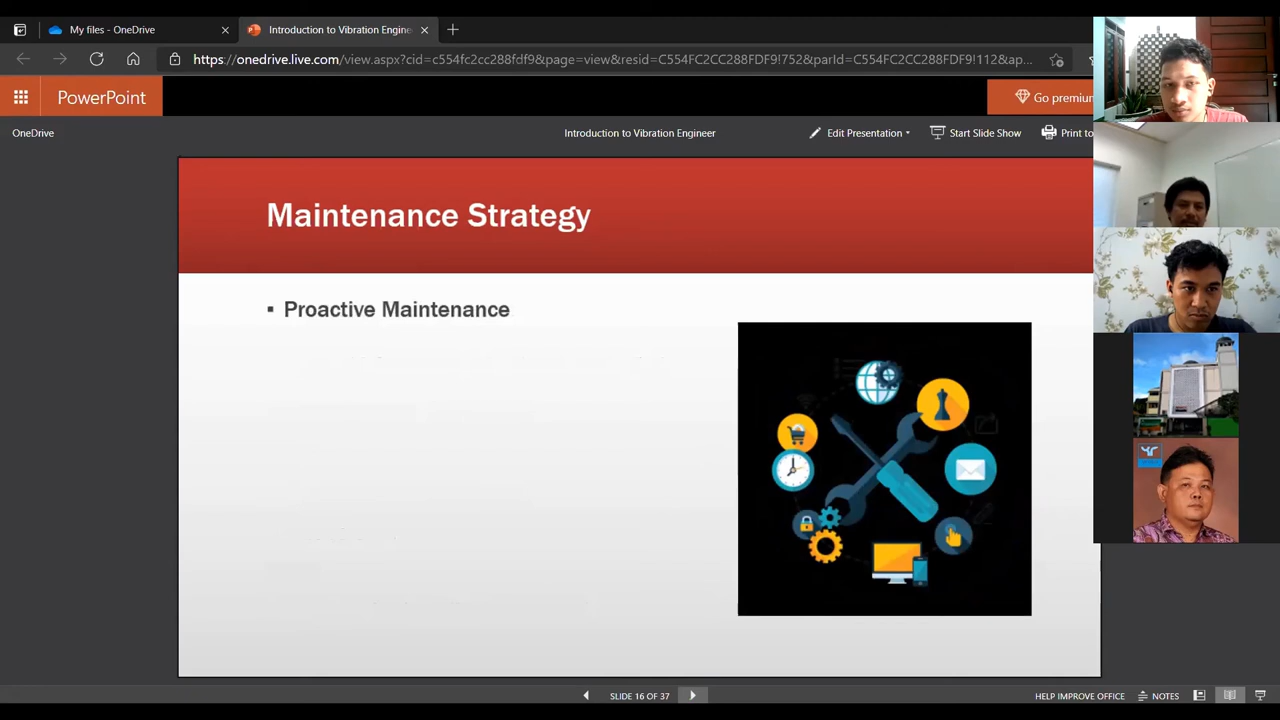 My files - OneDrive
Introduction to Vibration Engine
https://onedrive.live.com/view.aspx?cid=c554fc2cc288fdf9&page=view&resid=C554FC2CC288FDF9!752&parId=C554FC2CC288FDF9!112&ap...
PowerPoint
Go premium
OneDrive
Introduction to Vibration Engineer
Edit Presentation
Start Slide Show
Print to
Maintenance Strategy
▪ Proactive Maintenance
SLIDE 16 OF 37
HELP IMPROVE OFFICE
NOTES